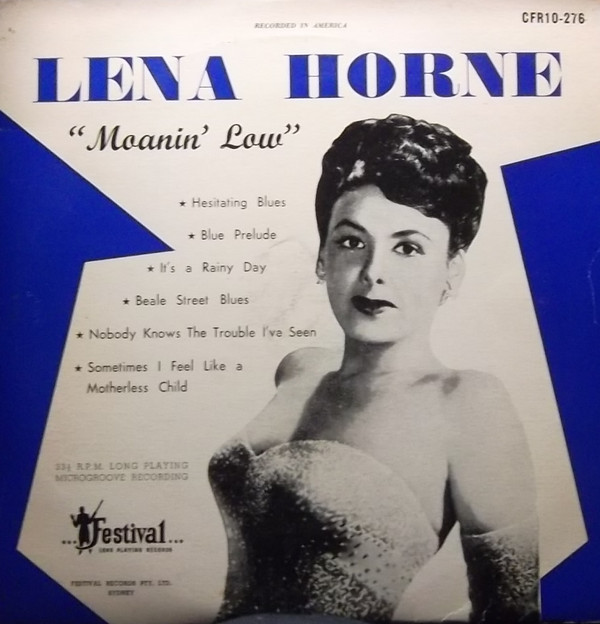 RECORDED IN AMERICA
CFR10-276
LENA HORNE
"Moanin' Low"
★ Hesitating Blues
★ Blue Prelude
★ It's a Rainy Day
★ Beale Street Blues
★ Nobody Knows The Trouble I've Seen
★ Sometimes I Feel Like a
Motherless Child
33⅓ R.P.M. LONG PLAYING
MICROGROOVE RECORDING
...Festival...
LONG PLAYING RECORDS
FESTIVAL RECORDS PTY. LTD.
SYDNEY